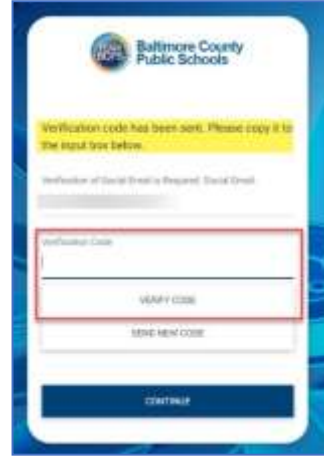 Baltimore County
Public Schools
Verification code has been sent. Please copy it to
the input box below.
Verification of Social Email is Required. Social Email
Verification Code
VERIFY CODE
SEND NEW CODE
CONTINUE